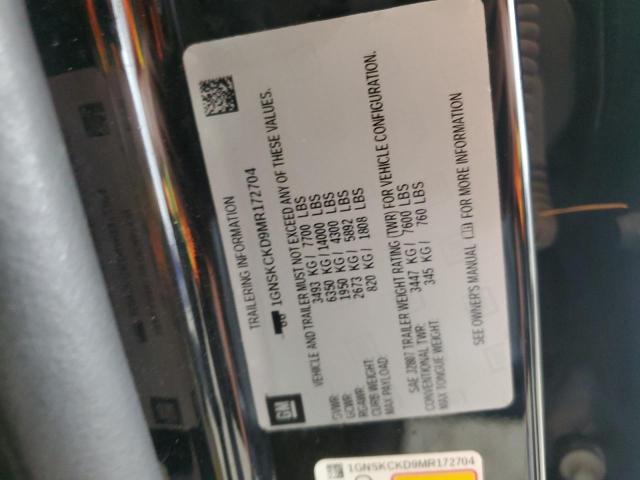 GM
TRAILERING INFORMATION
1GNSKCKD9MR172704
VEHICLE AND TRAILER MUST NOT EXCEED ANY OF THESE VALUES.
GVWR: 3493 KG/ 7700 LBS
GCWR: 6350 KG/14000 LBS
RGAWR: 1950 KG/ 4300 LBS
CURB WEIGHT: 2673 KG/ 5892 LBS
MAX PAYLOAD: 820 KG/ 1808 LBS
SAE J2807 TRAILER WEIGHT RATING (TWR) FOR VEHICLE CONFIGURATION.
CONVENTIONAL TWR: 3447 KG/ 7600 LBS
MAX TONGUE WEIGHT: 345 KG/ 760 LBS
SEE OWNER'S MANUAL FOR MORE INFORMATION
1GNSKCKD9MR172704